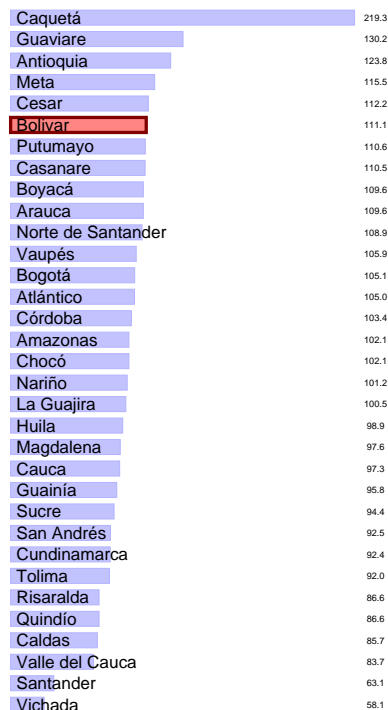 Caquetá 219.3
Guaviare 130.2
Antioquia 123.8
Meta 115.5
Cesar 112.2
Bolivar 111.1
Putumayo 110.6
Casanare 110.5
Boyacá 109.6
Arauca 109.6
Norte de Santander 108.9
Vaupés 105.9
Bogotá 105.1
Atlántico 105.0
Córdoba 103.4
Amazonas 102.1
Chocó 102.1
Nariño 101.2
La Guajira 100.5
Huila 98.9
Magdalena 97.6
Cauca 97.3
Guainía 95.8
Sucre 94.4
San Andrés 92.5
Cundinamarca 92.4
Tolima 92.0
Risaralda 86.6
Quindío 86.6
Caldas 85.7
Valle del Cauca 83.7
Santander 63.1
Vichada 58.1